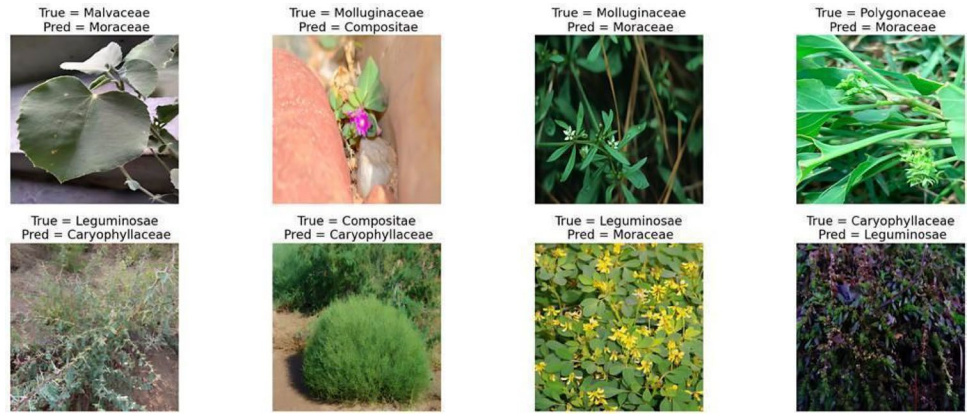 True = Malvaceae
Pred = Moraceae
True = Molluginaceae
Pred = Compositae
True = Molluginaceae
Pred = Moraceae
True = Polygonaceae
Pred = Moraceae
True = Leguminosae
Pred = Caryophyllaceae
True = Compositae
Pred = Caryophyllaceae
True = Leguminosae
Pred = Moraceae
True = Caryophyllaceae
Pred = Leguminosae